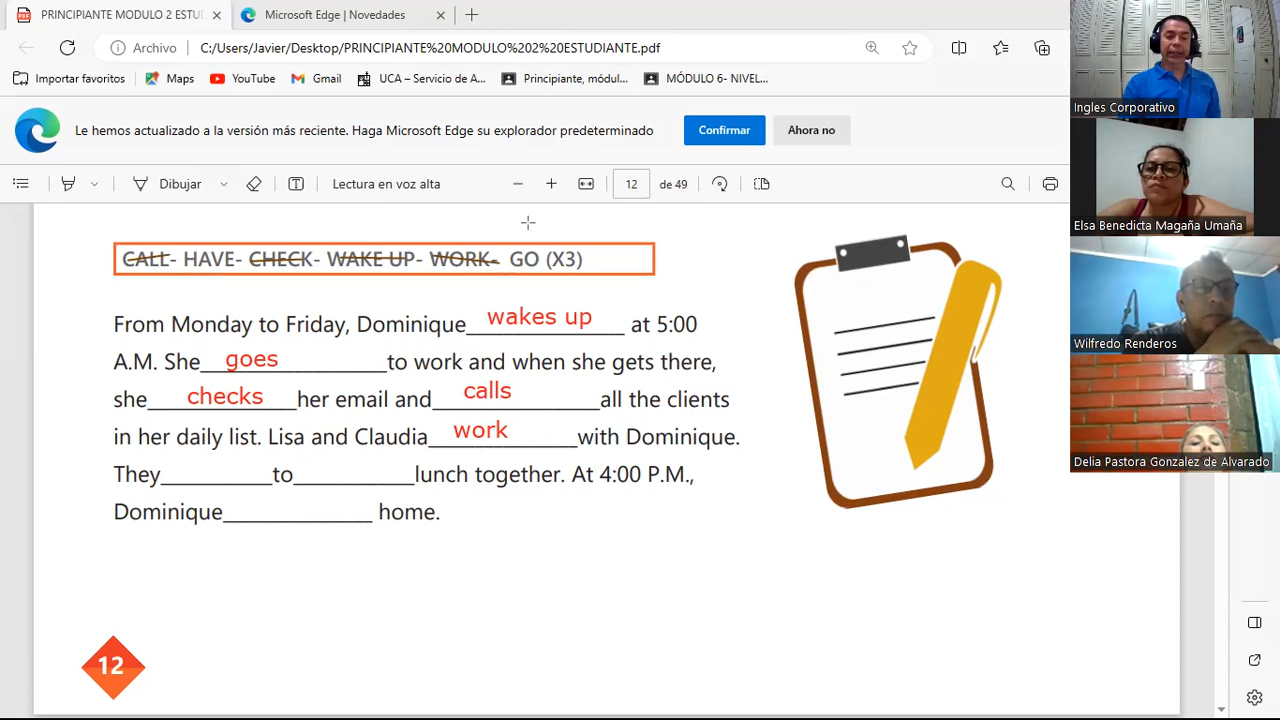 PRINCIPIANTE MODULO 2 ESTU
Microsoft Edge | Novedades
Archivo
C:/Users/Javier/Desktop/PRINCIPIANTE%20MODULO%202%20ESTUDIANTE.pdf
Importar favoritos
Maps
YouTube
Gmail
UCA – Servicio de A...
Principiante, módul...
MÓDULO 6- NIVEL...
Le hemos actualizado a la versión más reciente. Haga Microsoft Edge su explorador predeterminado
Confirmar
Ahora no
Dibujar
Lectura en voz alta
12
de 49
CALL- HAVE- CHECK- WAKE UP- WORK- GO (X3)
From Monday to Friday, Dominique wakes up at 5:00
A.M. She goes to work and when she gets there,
she checks her email and calls all the clients
in her daily list. Lisa and Claudia work with Dominique.
They__________to___________lunch together. At 4:00 P.M.,
Dominique______________ home.
12
Ingles Corporativo
Elsa Benedicta Magaña Umaña
Wilfredo Renderos
Delia Pastora Gonzalez de Alvarado